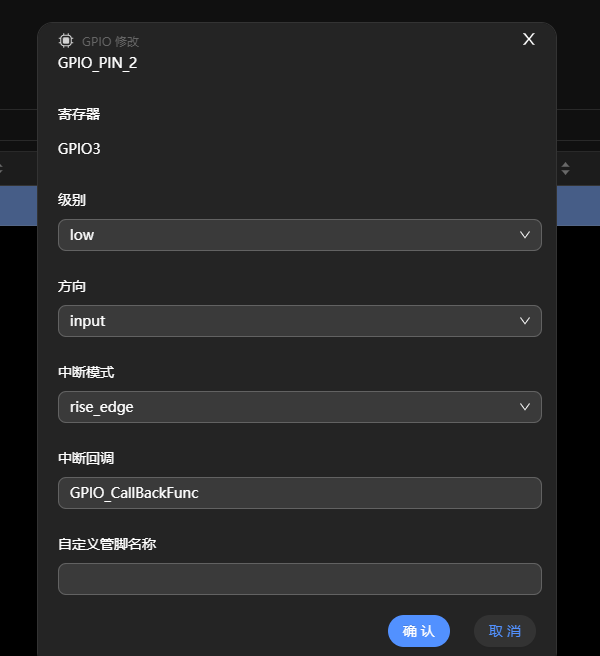 GPIO 修改
X
GPIO_PIN_2
寄存器
GPIO3
级别
low
方向
input
中断模式
rise_edge
中断回调
GPIO_CallBackFunc
自定义管脚名称
确 认
取 消